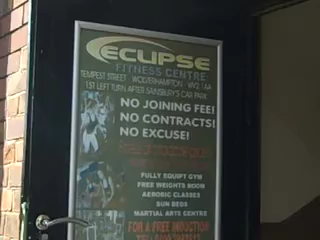 ECLIPSE
FITNESS CENTRE
TEMPEST STREET · WOLVERHAMPTON · WV2 1AA
1ST LEFT TURN AFTER SAINSBURY'S CAR PARK
NO JOINING FEE!
NO CONTRACTS!
NO EXCUSE!
FULLY EQUIPT GYM
FREE WEIGHTS ROOM
AEROBIC CLASSES
SUN BEDS
MARTIAL ARTS CENTRE
FOR A FREE INDUCTION